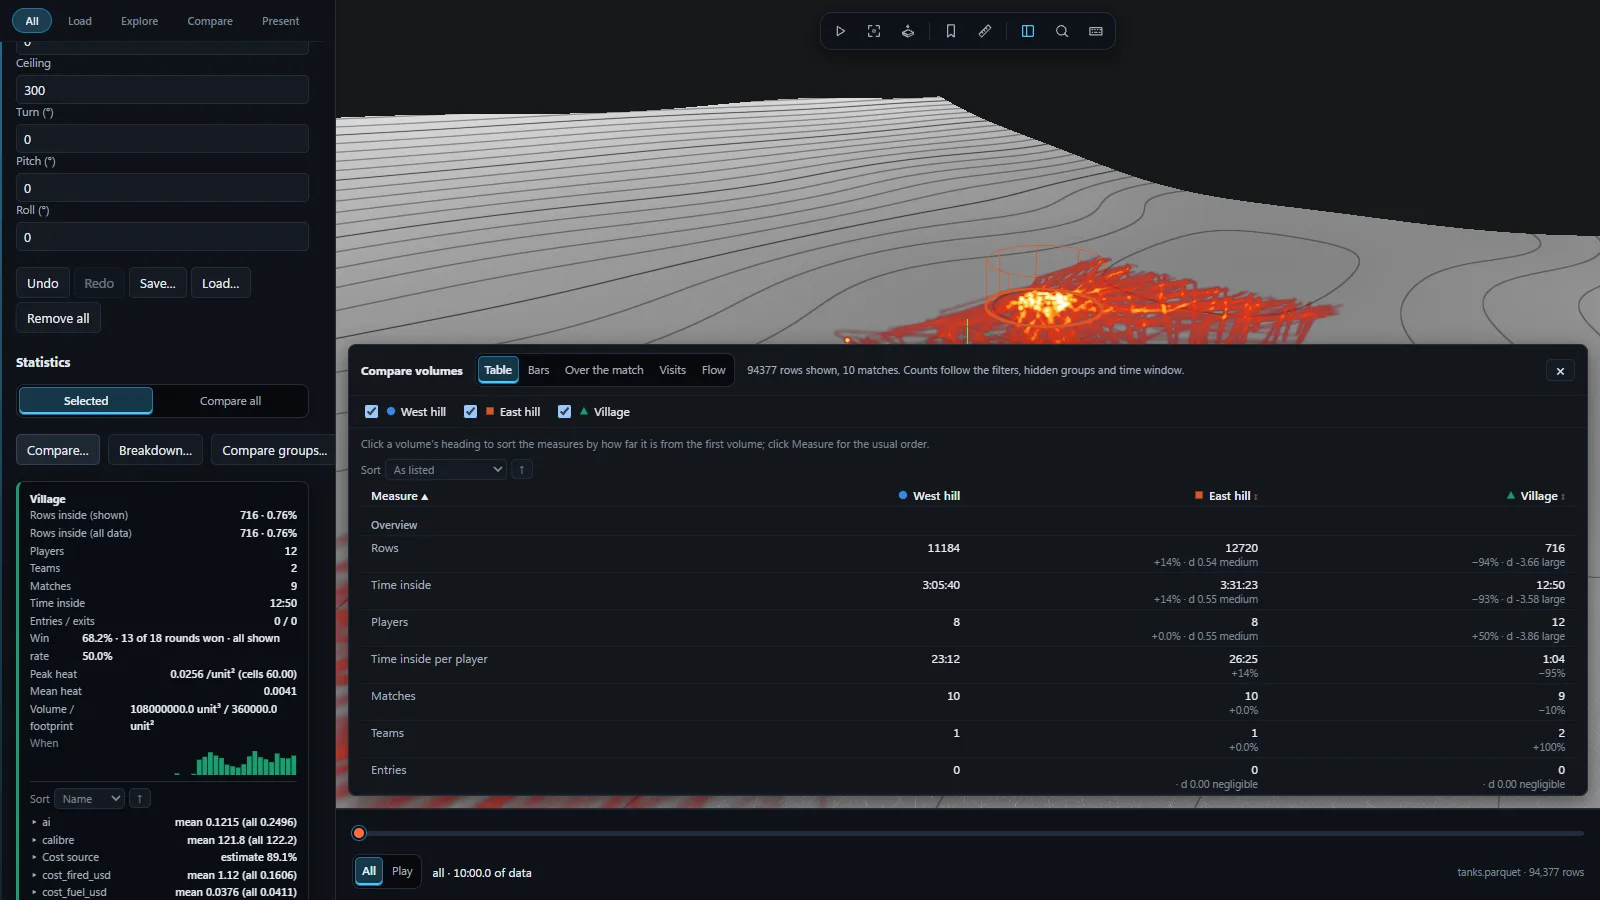 All Load Explore Compare Present
0
Ceiling
300
Turn (°)
0
Pitch (°)
0
Roll (°)
0
Undo Redo Save... Load...
Remove all
Statistics
Selected Compare all
Compare... Breakdown... Compare groups...
Village
Rows inside (shown) 716 · 0.76%
Rows inside (all data) 716 · 0.76%
Players 12
Teams 2
Matches 9
Time inside 12:50
Entries / exits 0 / 0
Win rate 68.2% · 13 of 18 rounds won · all shown
50.0%
Peak heat 0.0256 /unit² (cells 60.00)
Mean heat 0.0041
Volume / footprint 108000000.0 unit³ / 360000.0
unit²
When
Sort Name ↑
▸ ai mean 0.1215 (all 0.2496)
▸ calibre mean 121.8 (all 122.2)
▸ Cost source estimate 89.1%
▸ cost_fired_usd mean 1.12 (all 0.1606)
▸ cost_fuel_usd mean 0.0376 (all 0.0411)
Compare volumes Table Bars Over the match Visits Flow 94377 rows shown, 10 matches. Counts follow the filters, hidden groups and time window. ×
West hill East hill Village
Click a volume's heading to sort the measures by how far it is from the first volume; click Measure for the usual order.
Sort As listed ↑
Measure ▲ West hill East hill ↕ Village ↕
Overview
Rows 11184 12720 716
+14% · d 0.54 medium −94% · d -3.66 large
Time inside 3:05:40 3:31:23 12:50
+14% · d 0.55 medium −93% · d -3.58 large
Players 8 8 12
+0.0% · d 0.55 medium +50% · d -3.86 large
Time inside per player 23:12 26:25 1:04
+14% −95%
Matches 10 10 9
+0.0% −10%
Teams 1 1 2
+0.0% +100%
Entries 0 0 0
· d 0.00 negligible · d 0.00 negligible
All Play all · 10:00.0 of data
tanks.parquet · 94,377 rows